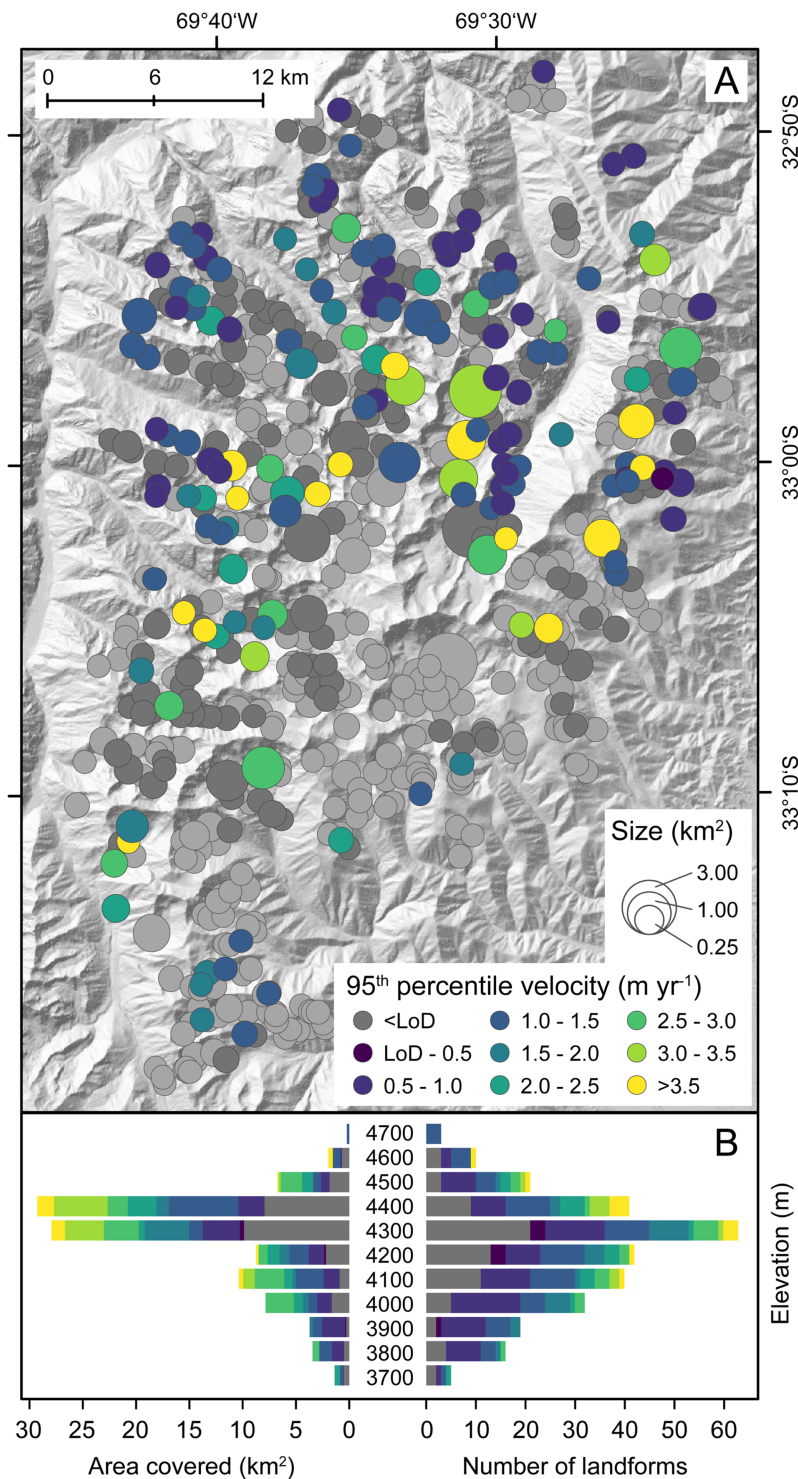 69°40'W 69°30'W
0 6 12 km
A
32°50'S
33°00'S
33°10'S
Size (km²)
3.00
1.00
0.25
95th percentile velocity (m yr⁻¹)
<LoD 1.0 - 1.5 2.5 - 3.0
LoD - 0.5 1.5 - 2.0 3.0 - 3.5
0.5 - 1.0 2.0 - 2.5 >3.5
B
4700
4600
4500
4400
4300
4200
4100
4000
3900
3800
3700
Elevation (m)
30 25 20 15 10 5 0 0 10 20 30 40 50 60
Area covered (km²) Number of landforms